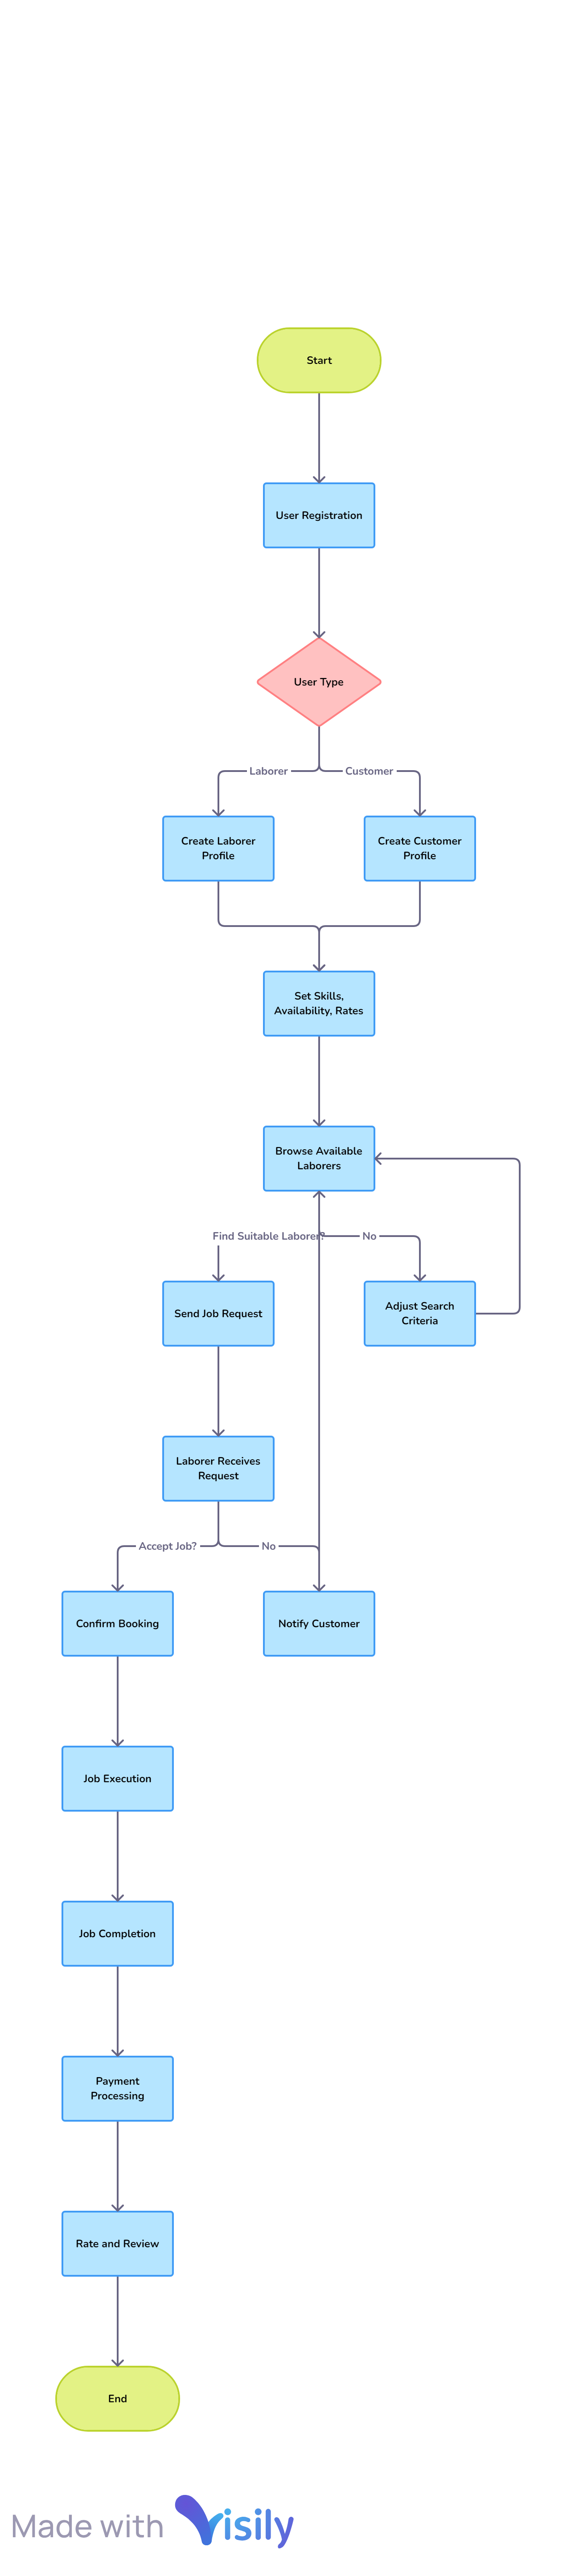 Start
User Registration
User Type
Laborer
Customer
Create Laborer
Profile
Create Customer
Profile
Set Skills,
Availability, Rates
Browse Available
Laborers
Find Suitable Laborer?
No
Send Job Request
Adjust Search
Criteria
Laborer Receives
Request
Accept Job?
No
Confirm Booking
Notify Customer
Job Execution
Job Completion
Payment
Processing
Rate and Review
End
Made with Visily